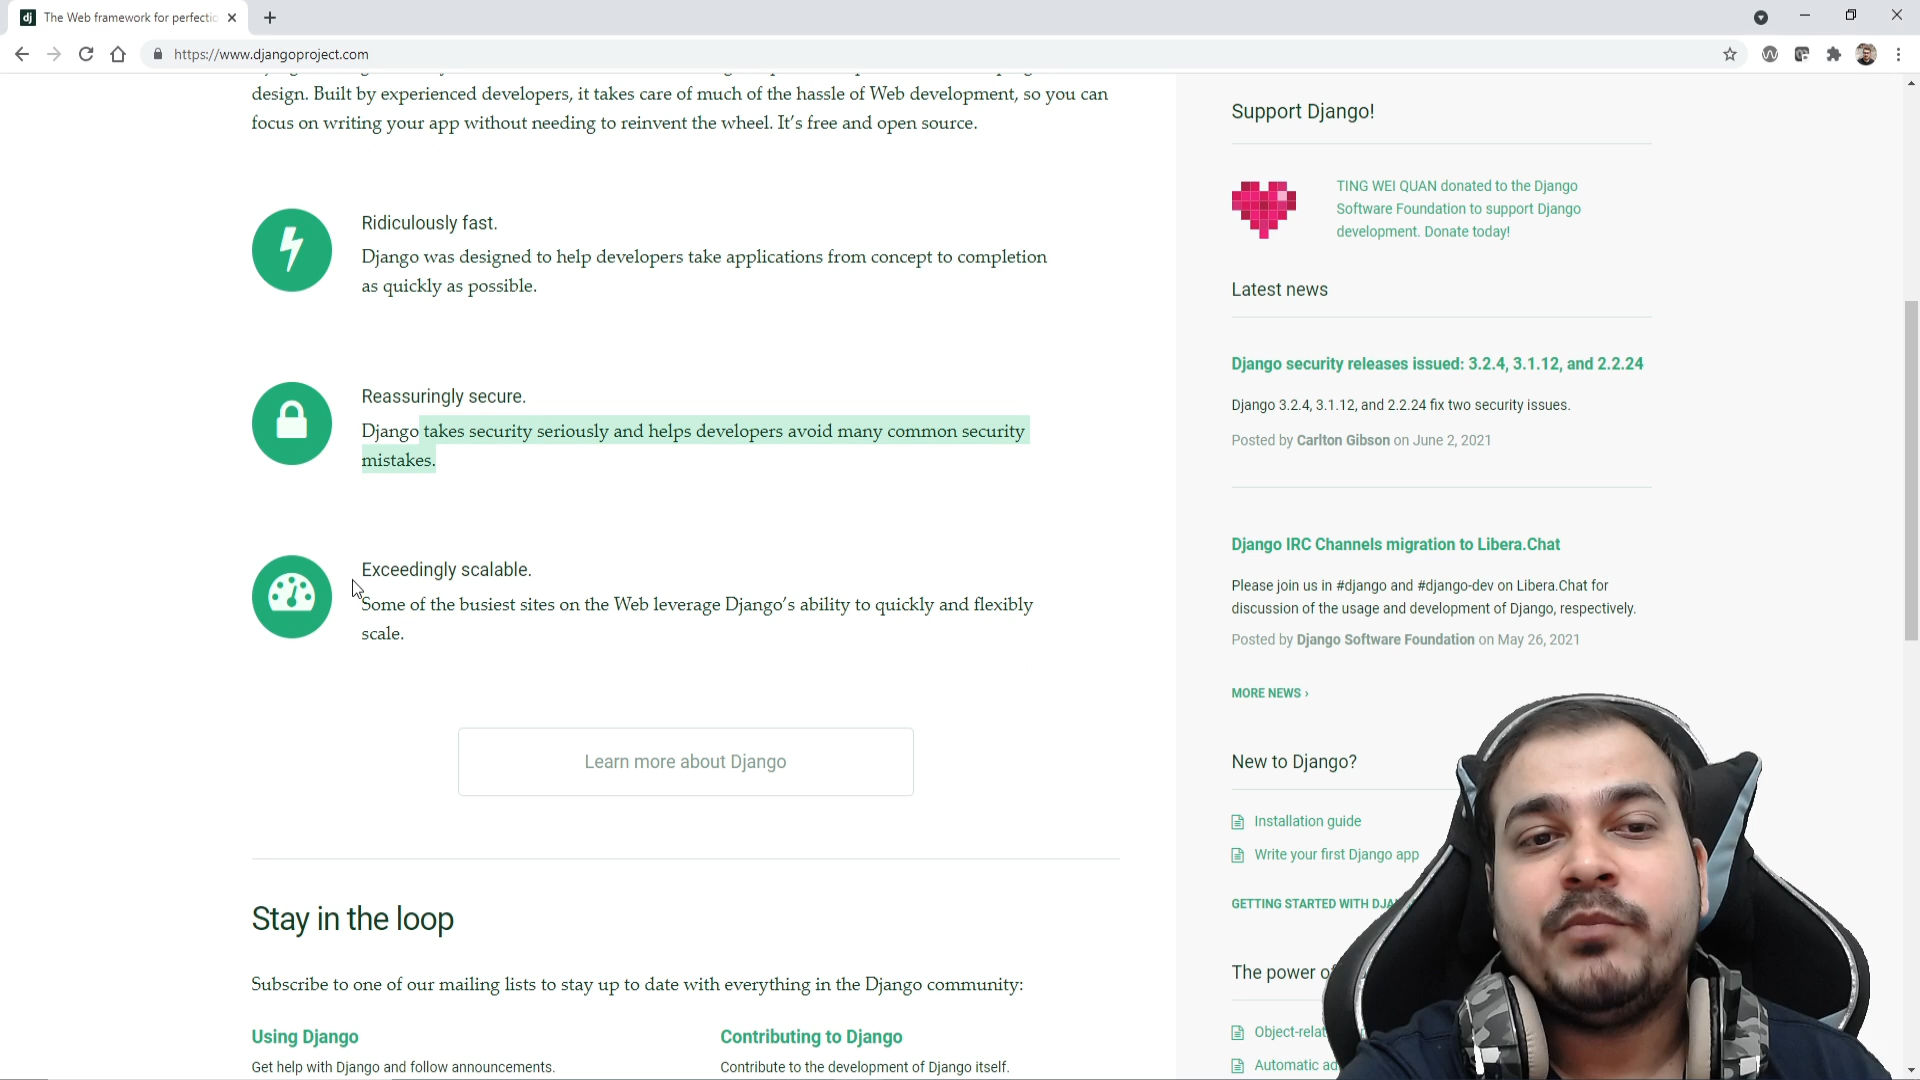 The Web framework for perfectio
https://www.djangoproject.com
design. Built by experienced developers, it takes care of much of the hassle of Web development, so you can
focus on writing your app without needing to reinvent the wheel. It's free and open source.
Ridiculously fast.
Django was designed to help developers take applications from concept to completion
as quickly as possible.
Reassuringly secure.
Django takes security seriously and helps developers avoid many common security
mistakes.
Exceedingly scalable.
Some of the busiest sites on the Web leverage Django's ability to quickly and flexibly
scale.
Learn more about Django
Stay in the loop
Subscribe to one of our mailing lists to stay up to date with everything in the Django community:
Using Django
Get help with Django and follow announcements.
Contributing to Django
Contribute to the development of Django itself.
Support Django!
TING WEI QUAN donated to the Django
Software Foundation to support Django
development. Donate today!
Latest news
Django security releases issued: 3.2.4, 3.1.12, and 2.2.24
Django 3.2.4, 3.1.12, and 2.2.24 fix two security issues.
Posted by Carlton Gibson on June 2, 2021
Django IRC Channels migration to Libera.Chat
Please join us in #django and #django-dev on Libera.Chat for
discussion of the usage and development of Django, respectively.
Posted by Django Software Foundation on May 26, 2021
MORE NEWS ›
New to Django?
Installation guide
Write your first Django app
GETTING STARTED WITH DJA
The power o
Object-relat
Automatic ad